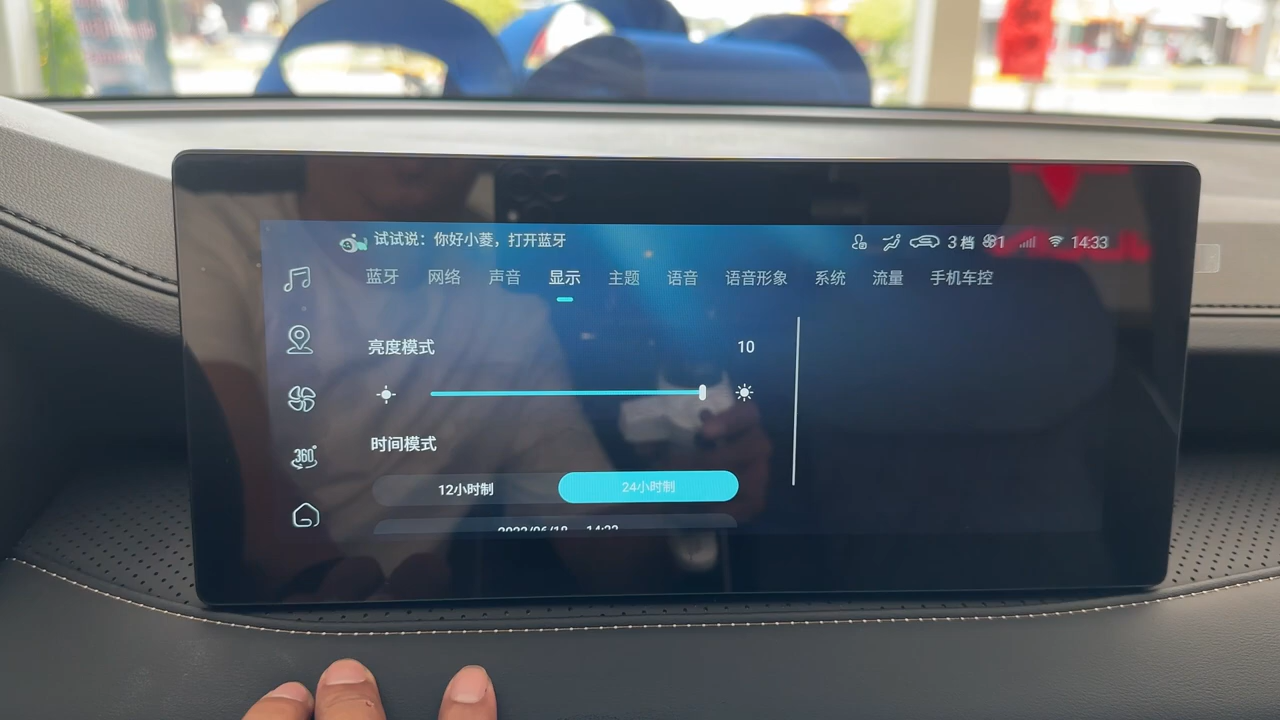 试试说：你好小菱，打开蓝牙
3档 1 14:33
蓝牙 网络 声音 显示 主题 语音 语音形象 系统 流量 手机车控
亮度模式 10
360°
时间模式
12小时制 24小时制